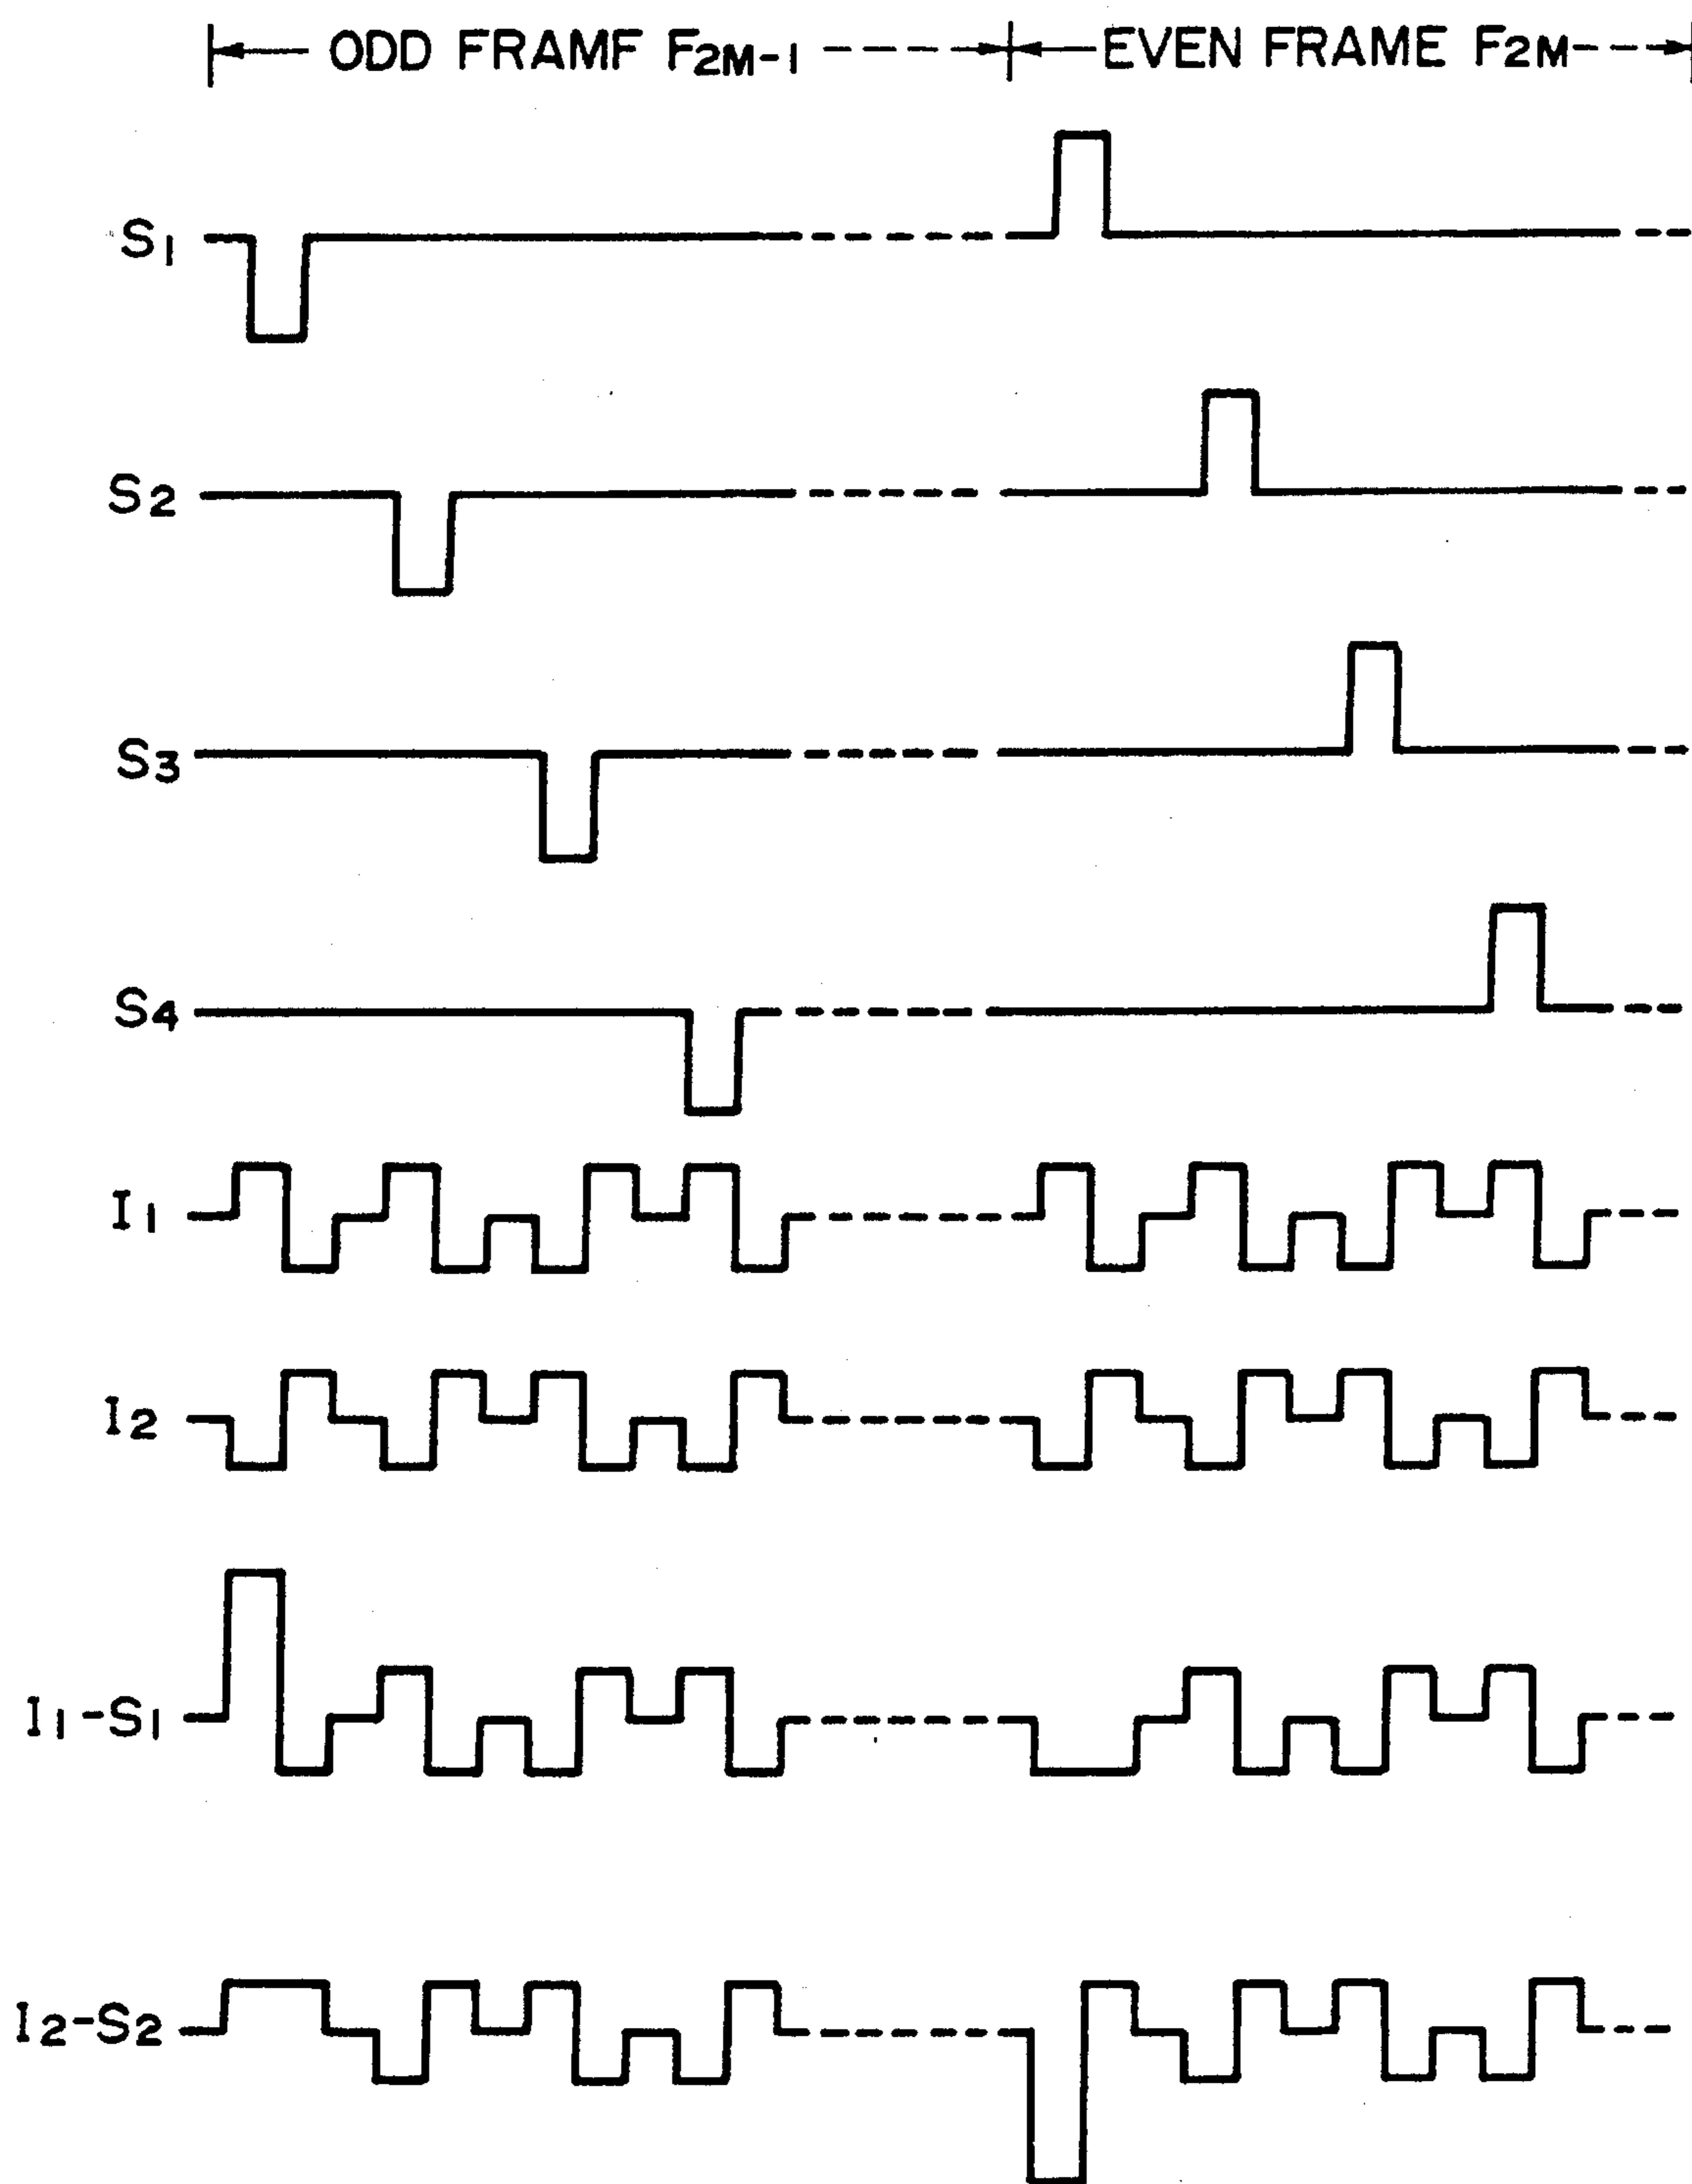 ODD FRAMF F2M-1 EVEN FRAME F2M
S1
S2
S3
S4
I1
I2
I1-S1
I2-S2